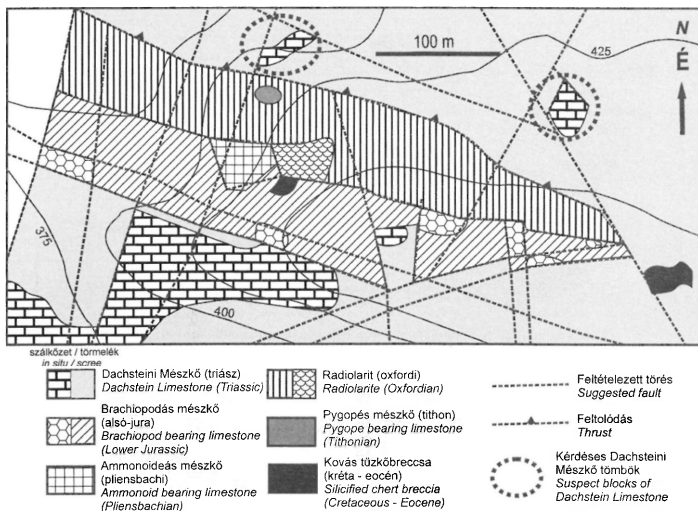 100 m
425
N
É
375
400
szálkőzet / törmelék
in situ / scree
Dachsteini Mészkő (triász)
Dachstein Limestone (Triassic)
Brachiopodás mészkő
(alsó-jura)
Brachiopod bearing limestone
(Lower Jurassic)
Ammonoideás mészkő
(pliensbachi)
Ammonoid bearing limestone
(Pliensbachian)
Radiolarit (oxfordi)
Radiolarite (Oxfordian)
Pygopés mészkő (tithon)
Pygope bearing limestone
(Tithonian)
Kovás tűzkőbreccsa
(kréta - eocén)
Silicified chert breccia
(Cretaceous - Eocene)
Feltételezett törés
Suggested fault
Feltolódás
Thrust
Kérdéses Dachsteini
Mészkő tömbök
Suspect blocks of
Dachstein Limestone